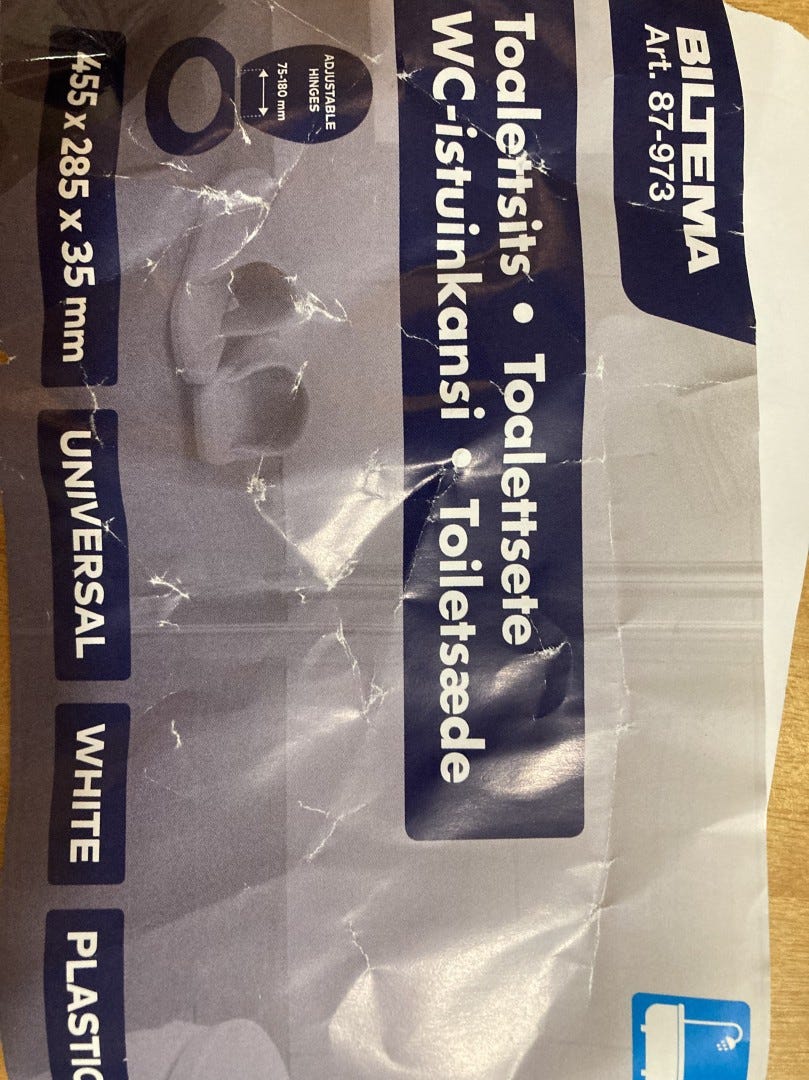 BILTEMA
Art. 87-973
Toalettsits • Toalettsete
WC-istuinkansi • Toiletsæde
ADJUSTABLE
HINGES
75-180 mm
455 x 285 x 35 mm
UNIVERSAL
WHITE
PLASTIC